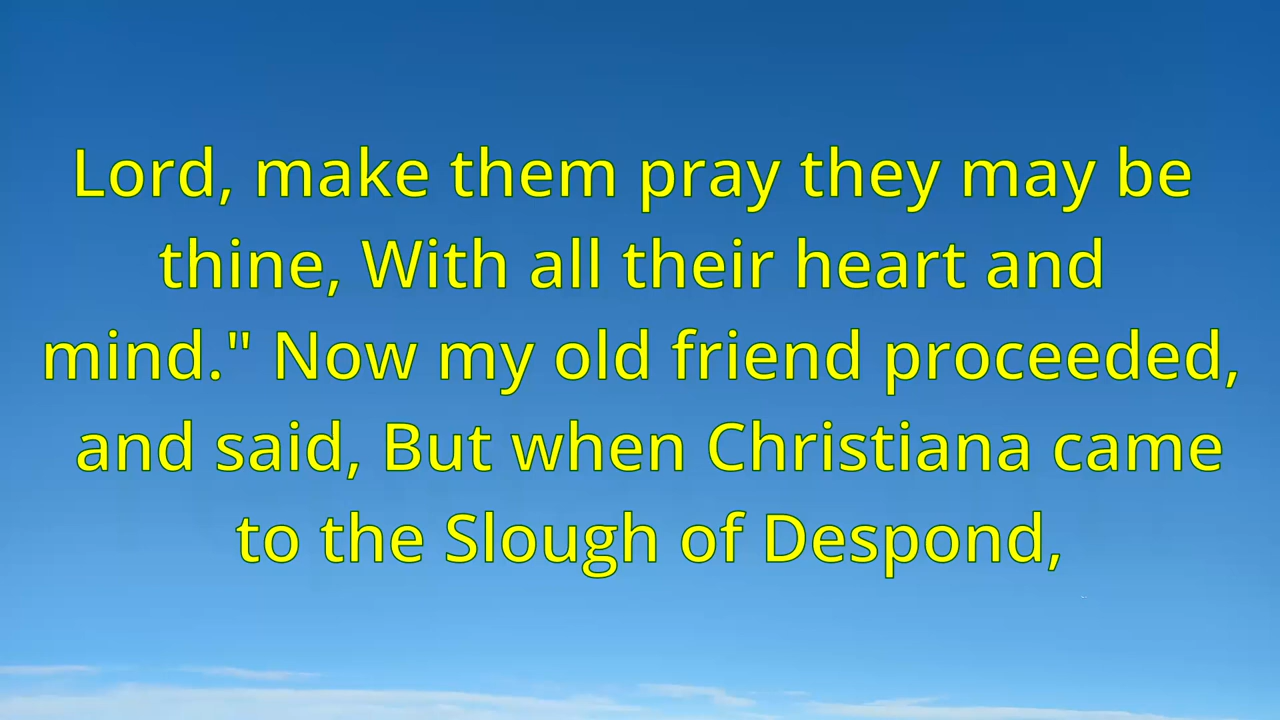 Lord, make them pray they may be
thine, With all their heart and
mind." Now my old friend proceeded,
and said, But when Christiana came
to the Slough of Despond,